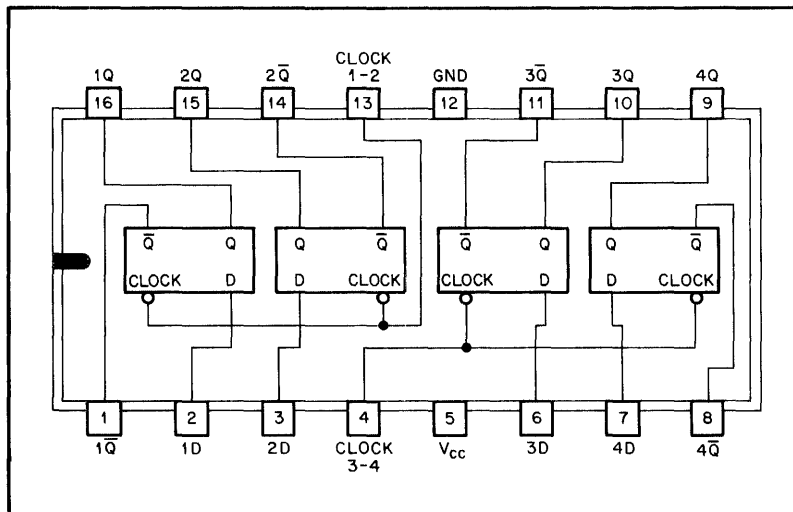 1Q 2Q 2Q̅ CLOCK 1-2 GND 3Q̅ 3Q 4Q
16 15 14 13 12 11 10 9
Q̅ Q Q Q̅ Q̅ Q Q Q̅
CLOCK D D CLOCK CLOCK D D CLOCK
1 2 3 4 5 6 7 8
1Q̅ 1D 2D CLOCK 3-4 VCC 3D 4D 4Q̅